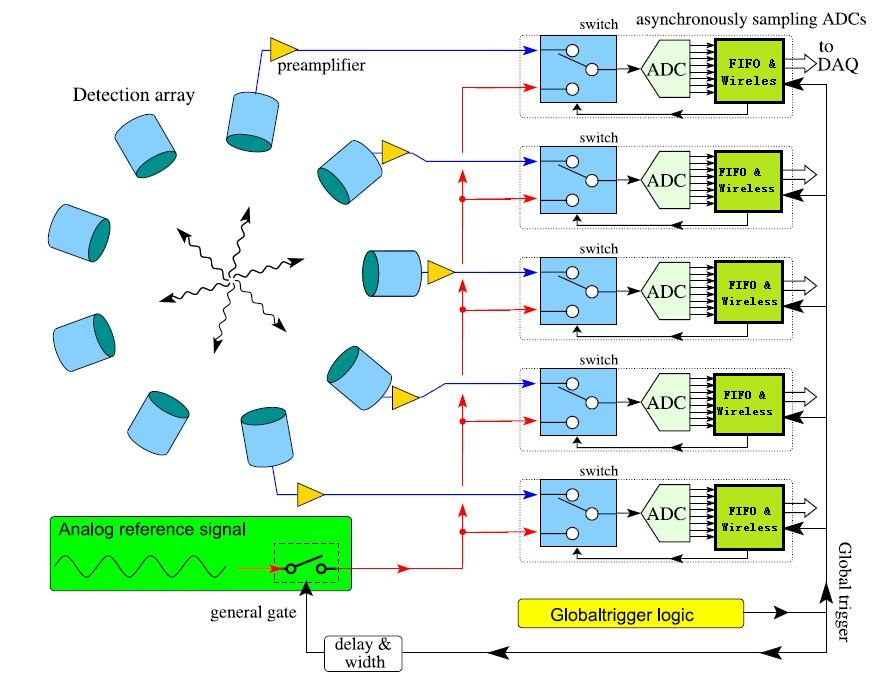 switch
asynchronously sampling ADCs
to
DAQ
preamplifier
ADC
FIFO &
Wireles
Detection array
switch
ADC
FIFO &
Wireless
switch
ADC
FIFO &
Wireless
switch
ADC
FIFO &
Wireless
switch
ADC
FIFO &
Wireless
Analog reference signal
general gate
Globaltrigger logic
Global trigger
delay &
width